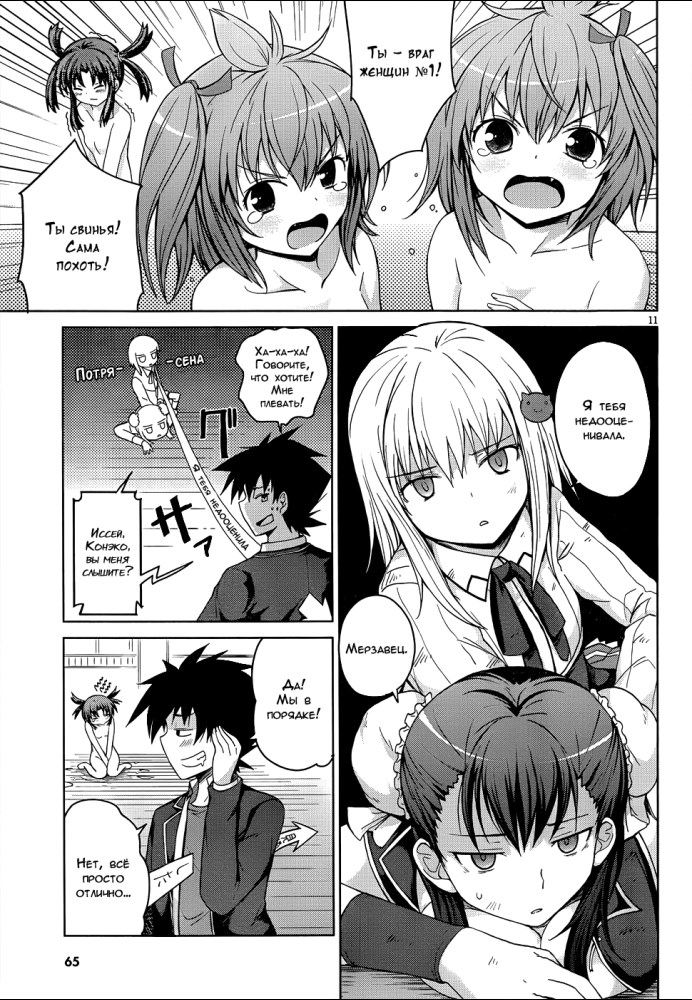 Ты – враг
женщин №1!
Ты свинья!
Сама
похоть!
11
Я тебя
недооце-
нивала.
Мерзавец.
Ха-ха-ха!
Говорите,
что хотите!
Мне
плевать!
Потря-
-сена
Я тебя недооценила
Иссей,
Конэко,
вы меня
слышите?
Да!
Мы в
порядке!
Нет, всё
просто
отлично...
65